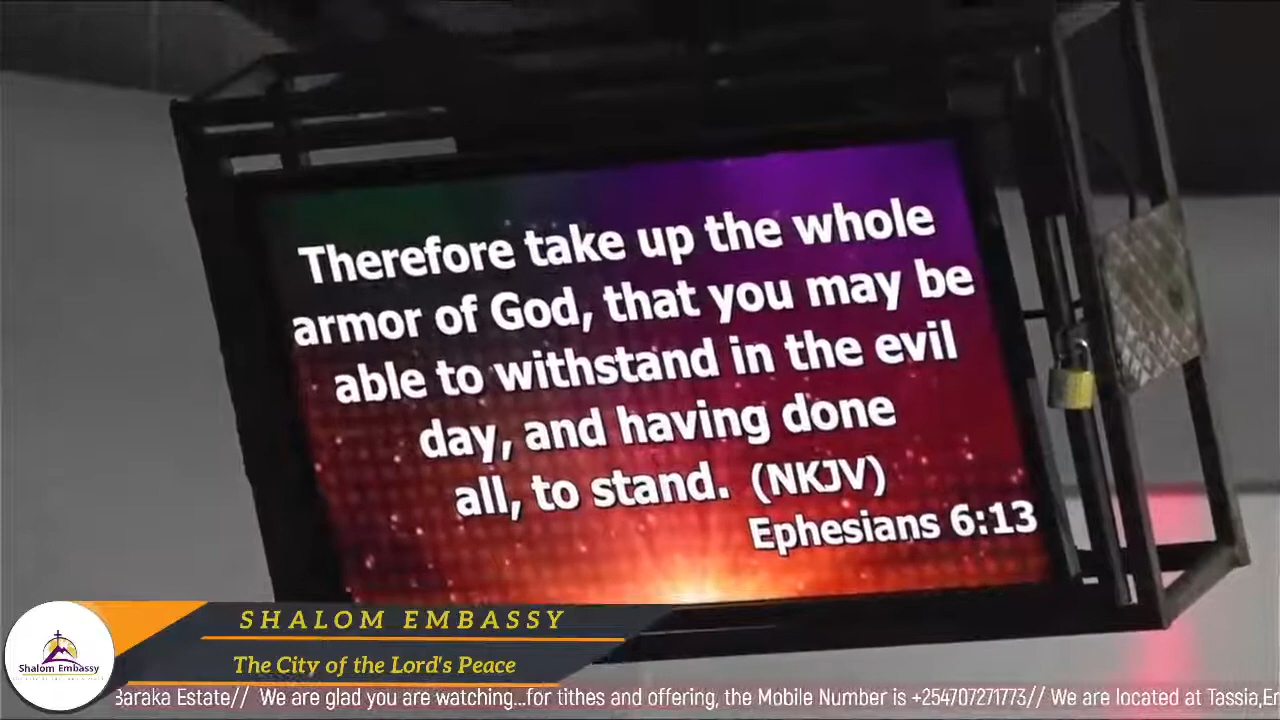 Therefore take up the whole
armor of God, that you may be
able to withstand in the evil
day, and having done
all, to stand. (NKJV)
Ephesians 6:13
SHALOM EMBASSY
The City of the Lord's Peace
Shalom Embassy
Baraka Estate// We are glad you are watching...for tithes and offering, the Mobile Number is +254707271773// We are located at Tassia,